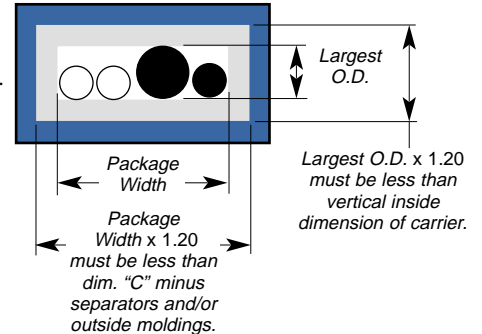 Largest
O.D.
Package
Width
Largest O.D. x 1.20
must be less than
vertical inside
dimension of carrier.
Package
Width x 1.20
must be less than
dim. “C” minus
separators and/or
outside moldings.